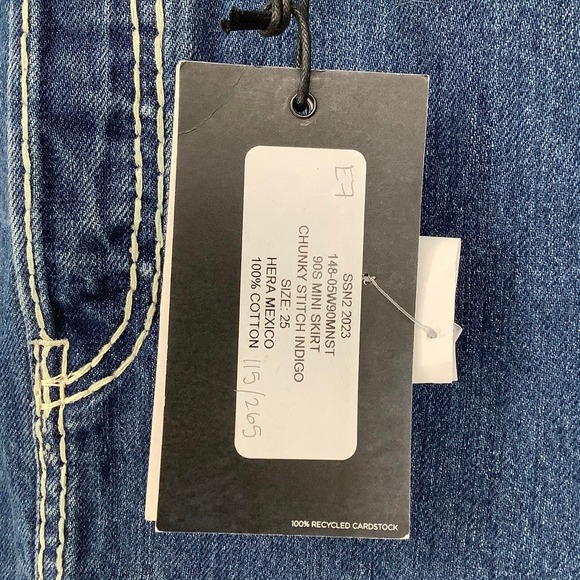 E7
SSN2 2023
148-05W90MNST
90S MINI SKIRT
CHUNKY STITCH INDIGO
SIZE: 25
HERA MEXICO
100% COTTON
115/265
100% RECYCLED CARDSTOCK